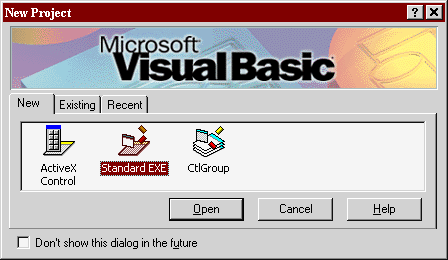 New Project
Microsoft
Visual Basic
New Existing Recent
ActiveX Control
Standard EXE
CtlGroup
Open Cancel Help
Don't show this dialog in the future